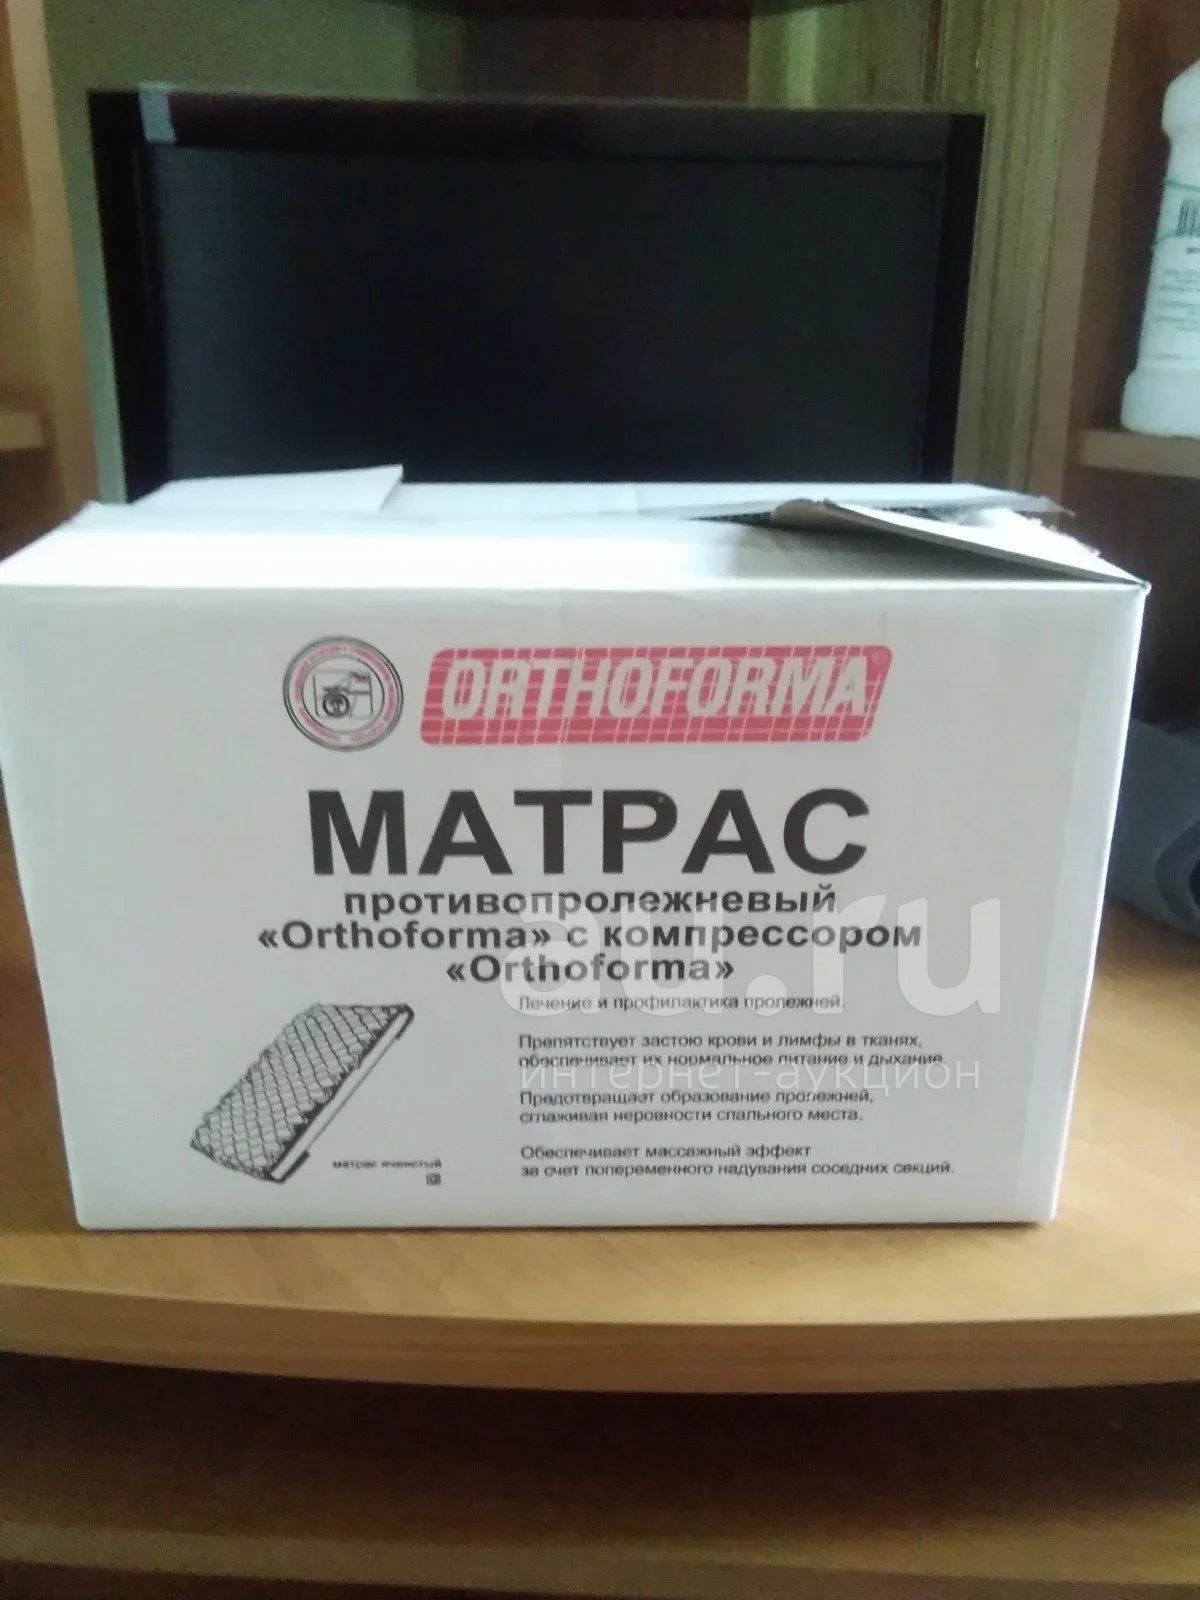 ORTHOFORMA
МАТРАС
противопролежневый
«Orthoforma» с компрессором
«Orthoforma»
Лечение и профилактика пролежней.
Препятствует застою крови и лимфы в тканях,
обеспечивает их нормальное питание и дыхание.
Предотвращает образование пролежней,
сглаживая неровности спального места.
Обеспечивает массажный эффект
за счет попеременного надувания соседних секций.
матрас ячеистый
au.ru
интернет-аукцион